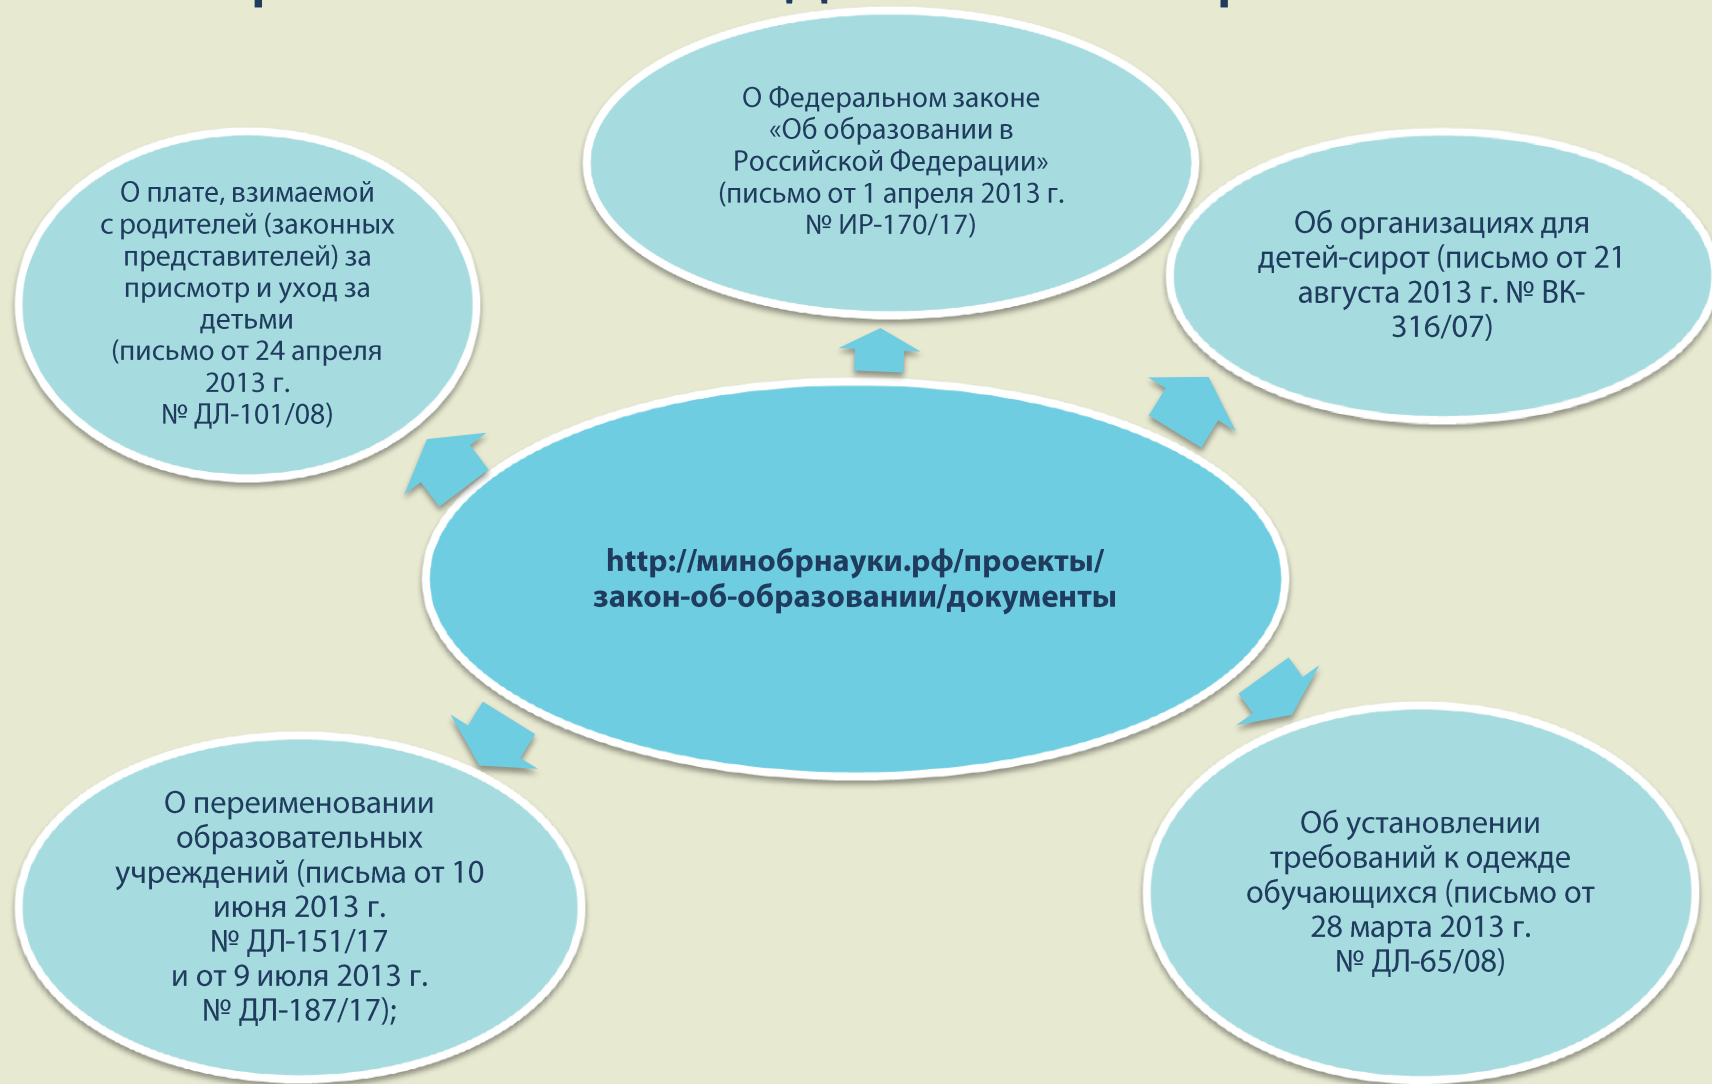 О Федеральном законе
«Об образовании в
Российской Федерации»
(письмо от 1 апреля 2013 г.
№ ИР-170/17)
О плате, взимаемой
с родителей (законных
представителей) за
присмотр и уход за
детьми
(письмо от 24 апреля
2013 г.
№ ДЛ-101/08)
Об организациях для
детей-сирот (письмо от 21
августа 2013 г. № ВК-
316/07)
http://минобрнауки.рф/проекты/
закон-об-образовании/документы
О переименовании
образовательных
учреждений (письма от 10
июня 2013 г.
№ ДЛ-151/17
и от 9 июля 2013 г.
№ ДЛ-187/17);
Об установлении
требований к одежде
обучающихся (письмо от
28 марта 2013 г.
№ ДЛ-65/08)